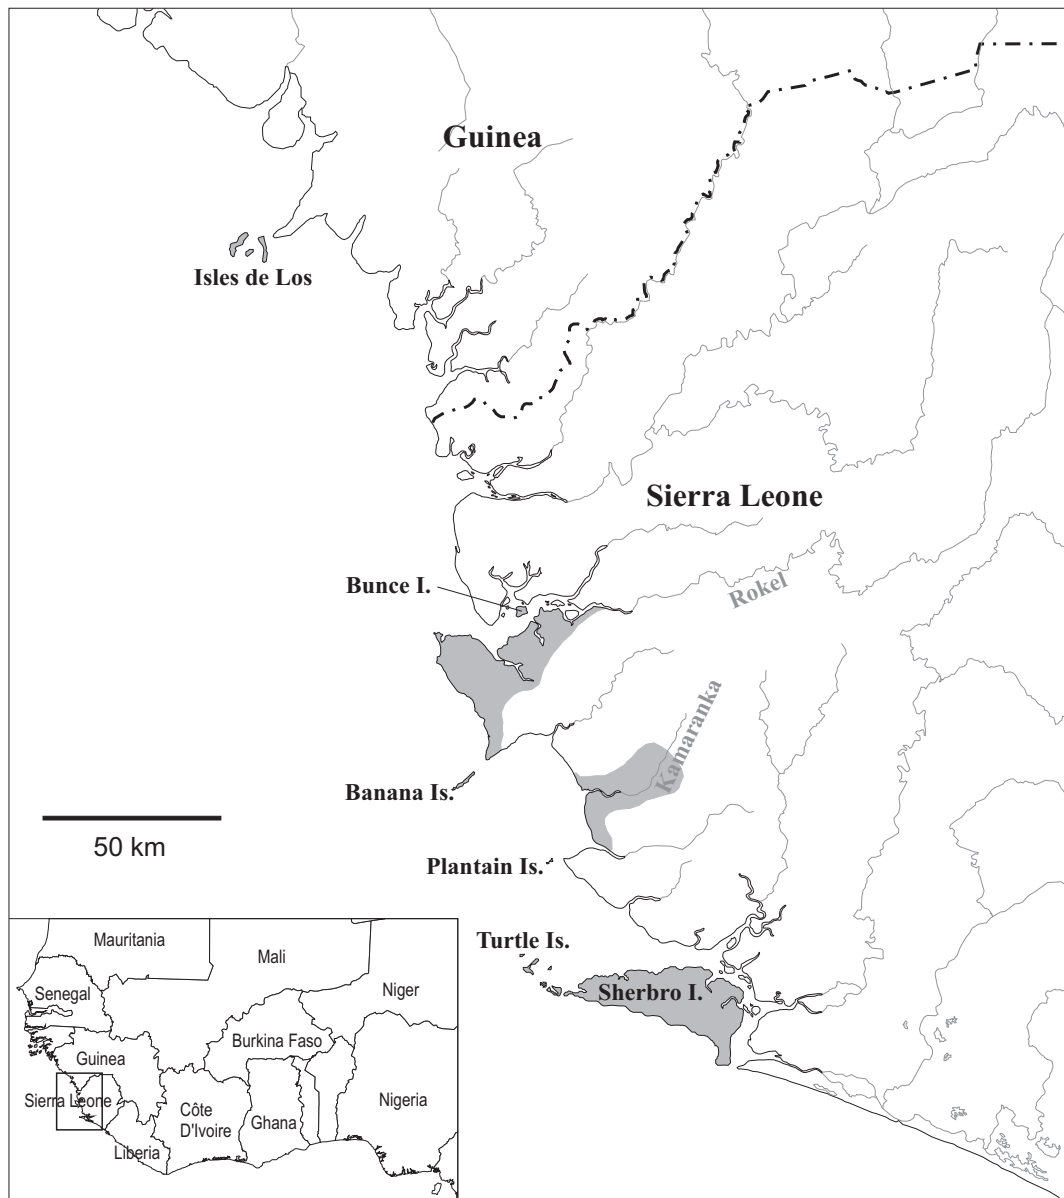 Guinea
Isles de Los
Sierra Leone
Bunce I.
Rokel
Kamaranka
Banana Is.
50 km
Plantain Is.
Turtle Is.
Sherbro I.
Mauritania
Mali
Niger
Senegal
Burkina Faso
Guinea
Sierra Leone
Côte
D'Ivoire
Ghana
Nigeria
Liberia